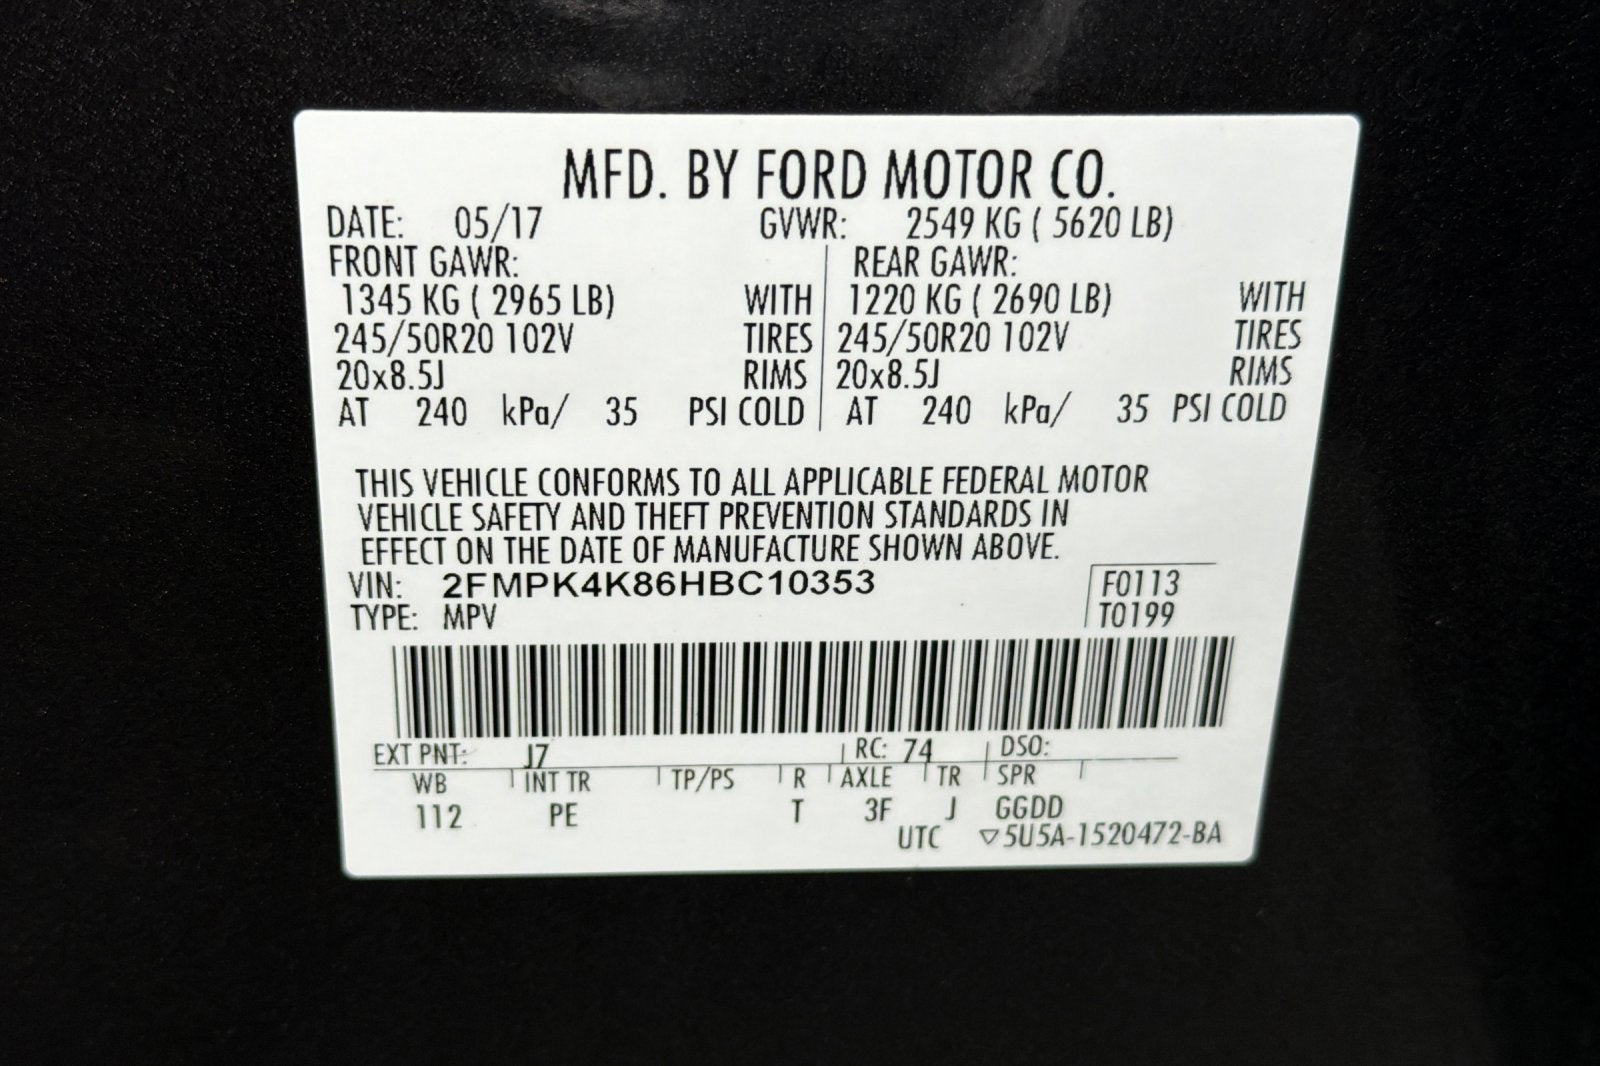 MFD. BY FORD MOTOR CO.
DATE: 05/17 GVWR: 2549 KG ( 5620 LB)
FRONT GAWR: REAR GAWR:
1345 KG ( 2965 LB) WITH 1220 KG ( 2690 LB) WITH
245/50R20 102V TIRES 245/50R20 102V TIRES
20x8.5J RIMS 20x8.5J RIMS
AT 240 kPa/ 35 PSI COLD AT 240 kPa/ 35 PSI COLD
THIS VEHICLE CONFORMS TO ALL APPLICABLE FEDERAL MOTOR
VEHICLE SAFETY AND THEFT PREVENTION STANDARDS IN
EFFECT ON THE DATE OF MANUFACTURE SHOWN ABOVE.
VIN: 2FMPK4K86HBC10353 F0113
TYPE: MPV T0199
EXT PNT: J7 RC: 74 DSO:
WB INT TR TP/PS R AXLE TR SPR
112 PE T 3F J GGDD
UTC ▽5U5A-1520472-BA